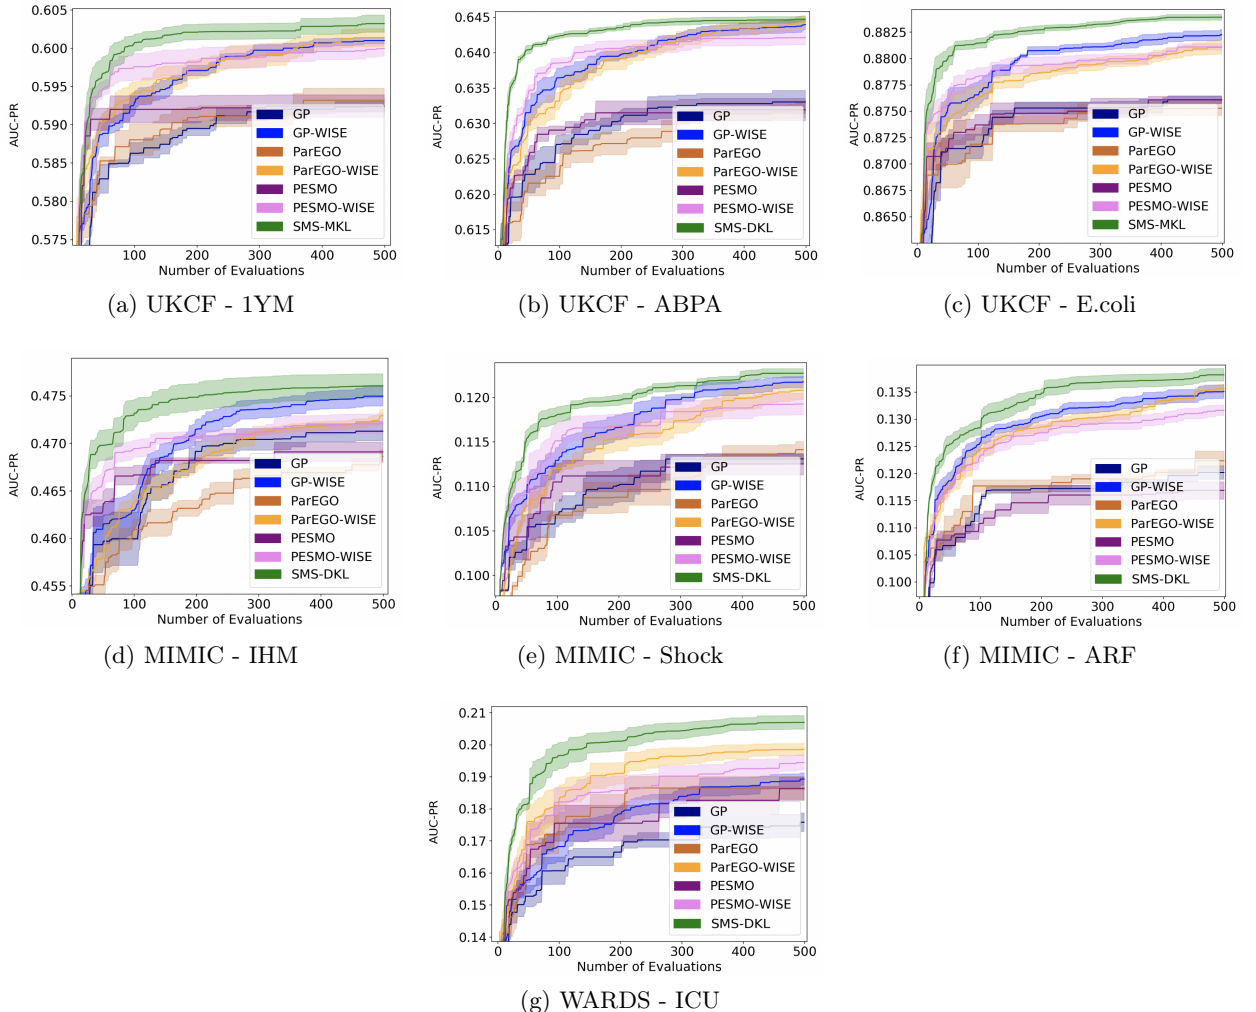 0.605
0.600
0.595
0.590
0.585
0.580
0.575
AUC-PR
GP
GP-WISE
ParEGO
ParEGO-WISE
PESMO
PESMO-WISE
SMS-MKL
0 100 200 300 400 500
Number of Evaluations
(a) UKCF - 1YM
0.645
0.640
0.635
0.630
0.625
0.620
0.615
AUC-PR
GP
GP-WISE
ParEGO
ParEGO-WISE
PESMO
PESMO-WISE
SMS-DKL
0 100 200 300 400 500
Number of Evaluations
(b) UKCF - ABPA
0.8825
0.8800
0.8775
0.8750
0.8725
0.8700
0.8675
0.8650
AUC-PR
GP
GP-WISE
ParEGO
ParEGO-WISE
PESMO
PESMO-WISE
SMS-MKL
0 100 200 300 400 500
Number of Evaluations
(c) UKCF - E.coli
0.475
0.470
0.465
0.460
0.455
AUC-PR
GP
GP-WISE
ParEGO
ParEGO-WISE
PESMO
PESMO-WISE
SMS-DKL
0 100 200 300 400 500
Number of Evaluations
(d) MIMIC - IHM
0.120
0.115
0.110
0.105
0.100
AUC-PR
GP
GP-WISE
ParEGO
ParEGO-WISE
PESMO
PESMO-WISE
SMS-DKL
0 100 200 300 400 500
Number of Evaluations
(e) MIMIC - Shock
0.135
0.130
0.125
0.120
0.115
0.110
0.105
0.100
AUC-PR
GP
GP-WISE
ParEGO
ParEGO-WISE
PESMO
PESMO-WISE
SMS-DKL
0 100 200 300 400 500
Number of Evaluations
(f) MIMIC - ARF
0.21
0.20
0.19
0.18
0.17
0.16
0.15
0.14
AUC-PR
GP
GP-WISE
ParEGO
ParEGO-WISE
PESMO
PESMO-WISE
SMS-DKL
0 100 200 300 400 500
Number of Evaluations
(g) WARDS - ICU